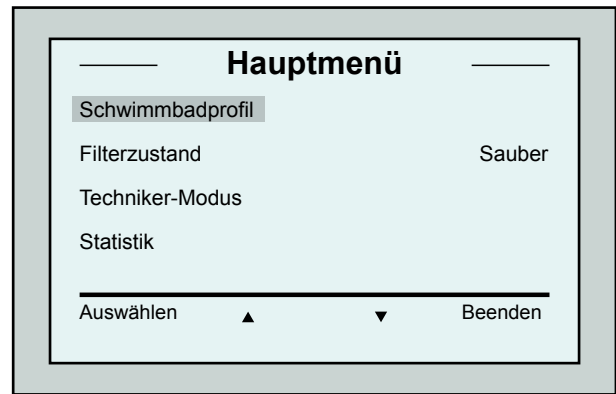 Hauptmenü
Schwimmbadprofil
Filterzustand Sauber
Techniker-Modus
Statistik
Auswählen ▲ ▼ Beenden